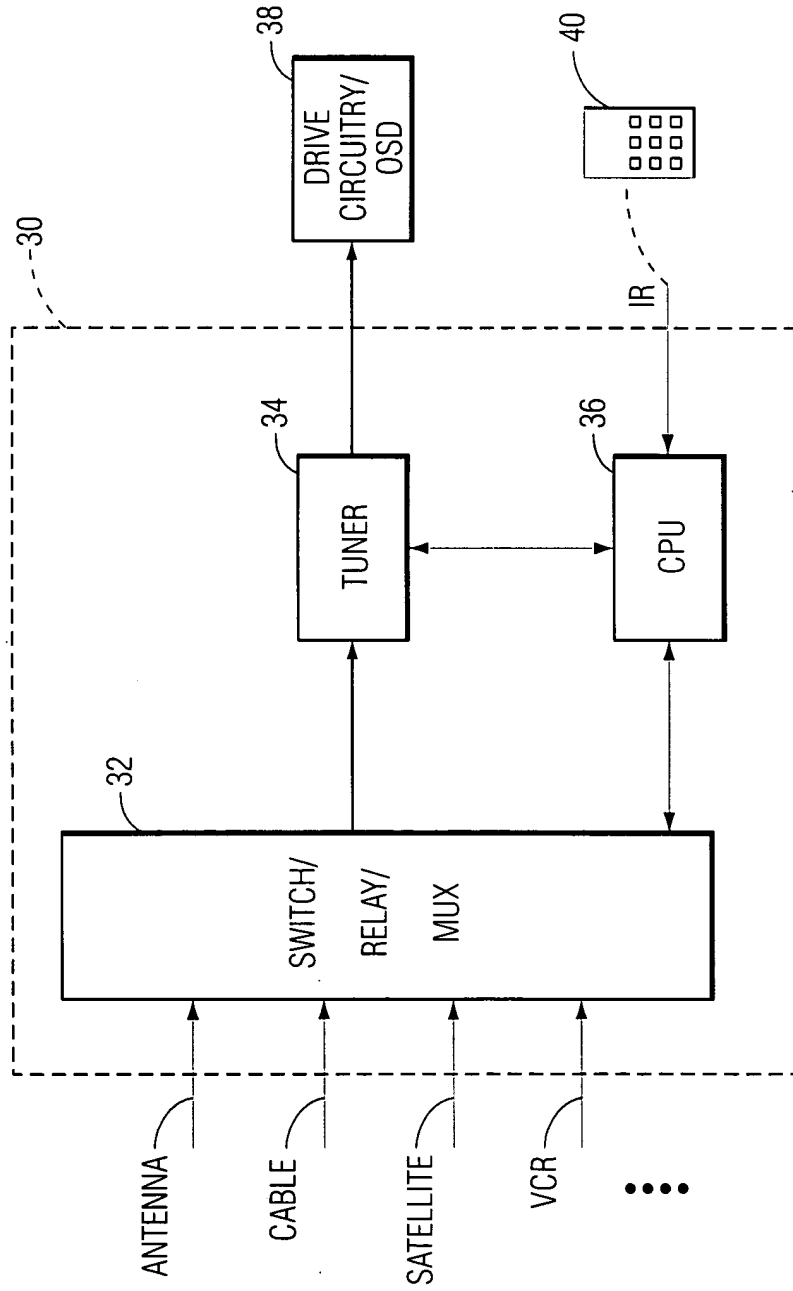 30
ANTENNA
CABLE
SATELLITE
VCR
32
SWITCH/
RELAY/
MUX
34
TUNER
36
CPU
38
DRIVE
CIRCUITRY/
OSD
IR
40